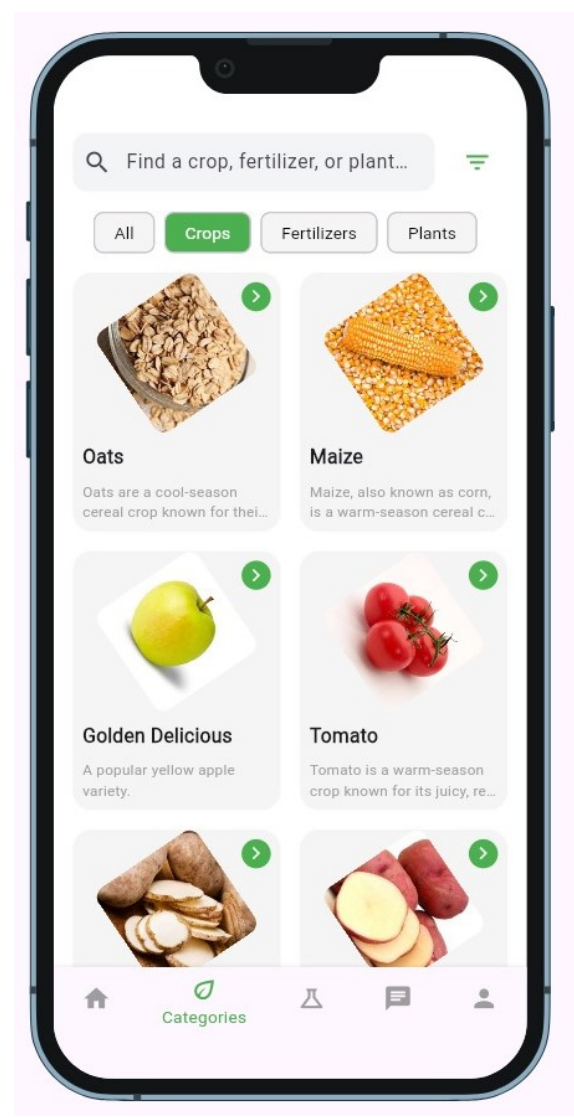 Find a crop, fertilizer, or plant...
All
Crops
Fertilizers
Plants
Oats
Oats are a cool-season
cereal crop known for thei...
Maize
Maize, also known as corn,
is a warm-season cereal c...
Golden Delicious
A popular yellow apple
variety.
Tomato
Tomato is a warm-season
crop known for its juicy, re...
Categories